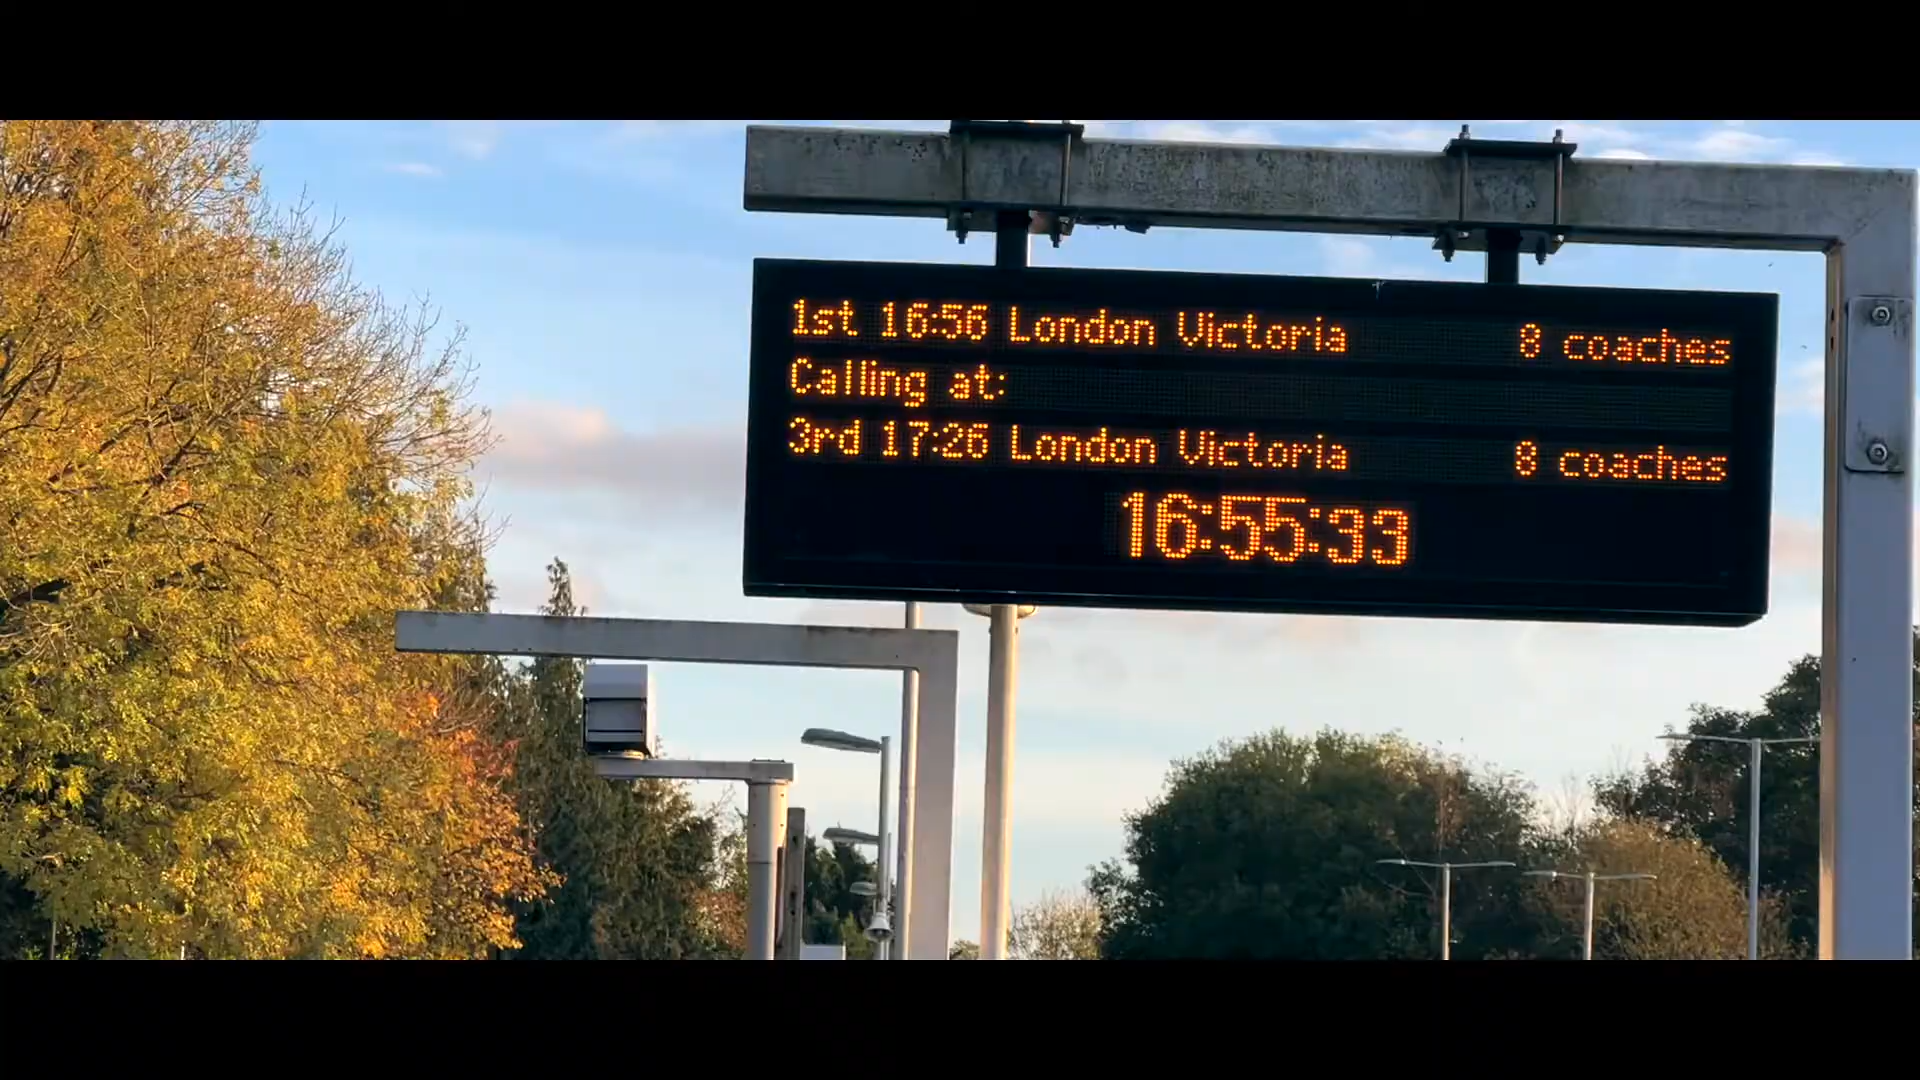 1st 16:56 London Victoria 8 coaches
Calling at:
3rd 17:26 London Victoria 8 coaches
16:55:33